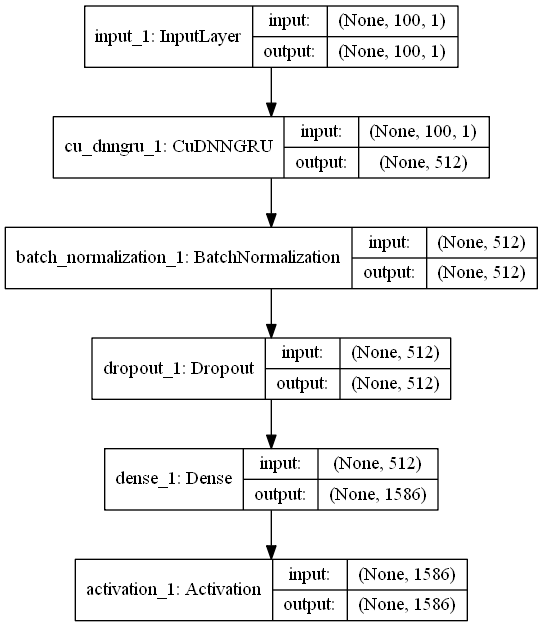 input_1: InputLayer
input: (None, 100, 1)
output: (None, 100, 1)
cu_dnngru_1: CuDNNGRU
input: (None, 100, 1)
output: (None, 512)
batch_normalization_1: BatchNormalization
input: (None, 512)
output: (None, 512)
dropout_1: Dropout
input: (None, 512)
output: (None, 512)
dense_1: Dense
input: (None, 512)
output: (None, 1586)
activation_1: Activation
input: (None, 1586)
output: (None, 1586)